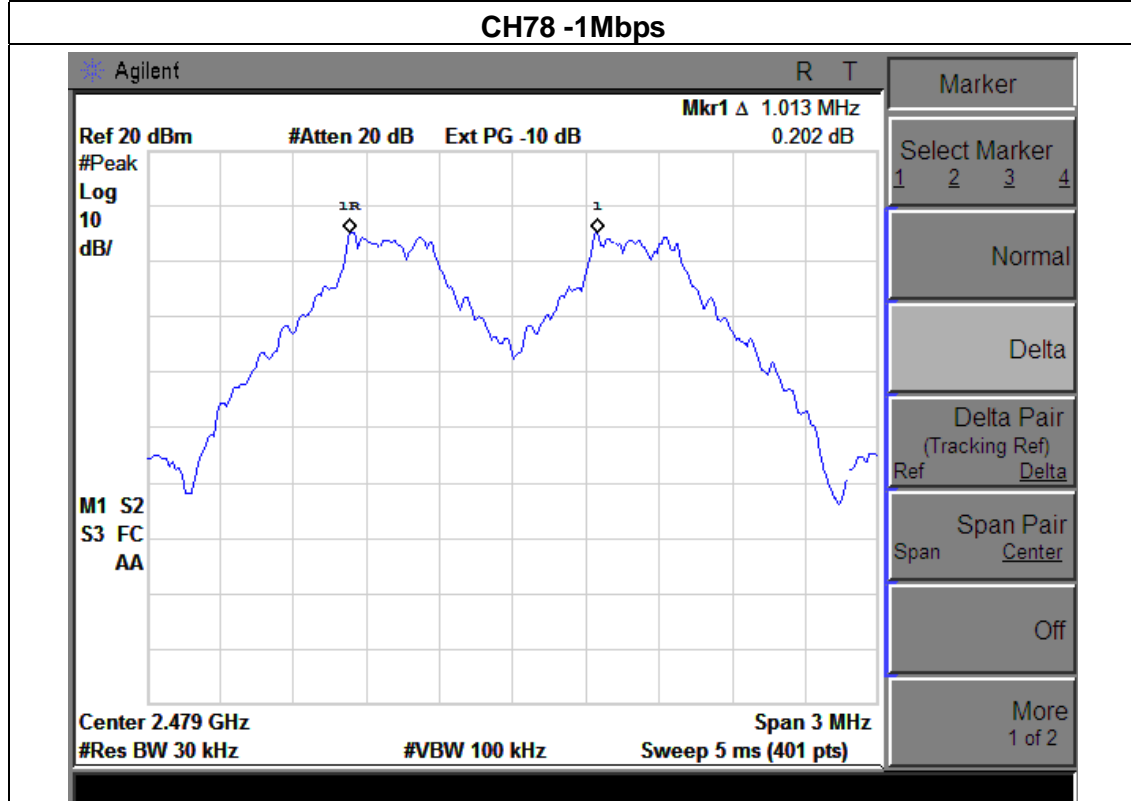 CH78 -1Mbps
Agilent R T
Mkr1 Δ 1.013 MHz
Ref 20 dBm #Atten 20 dB Ext PG -10 dB 0.202 dB
#Peak
Log
10
dB/
1R
1
M1 S2
S3 FC
AA
Center 2.479 GHz Span 3 MHz
#Res BW 30 kHz #VBW 100 kHz Sweep 5 ms (401 pts)
Marker
Select Marker
1 2 3 4
Normal
Delta
Delta Pair
(Tracking Ref)
Ref Delta
Span Pair
Span Center
Off
More
1 of 2